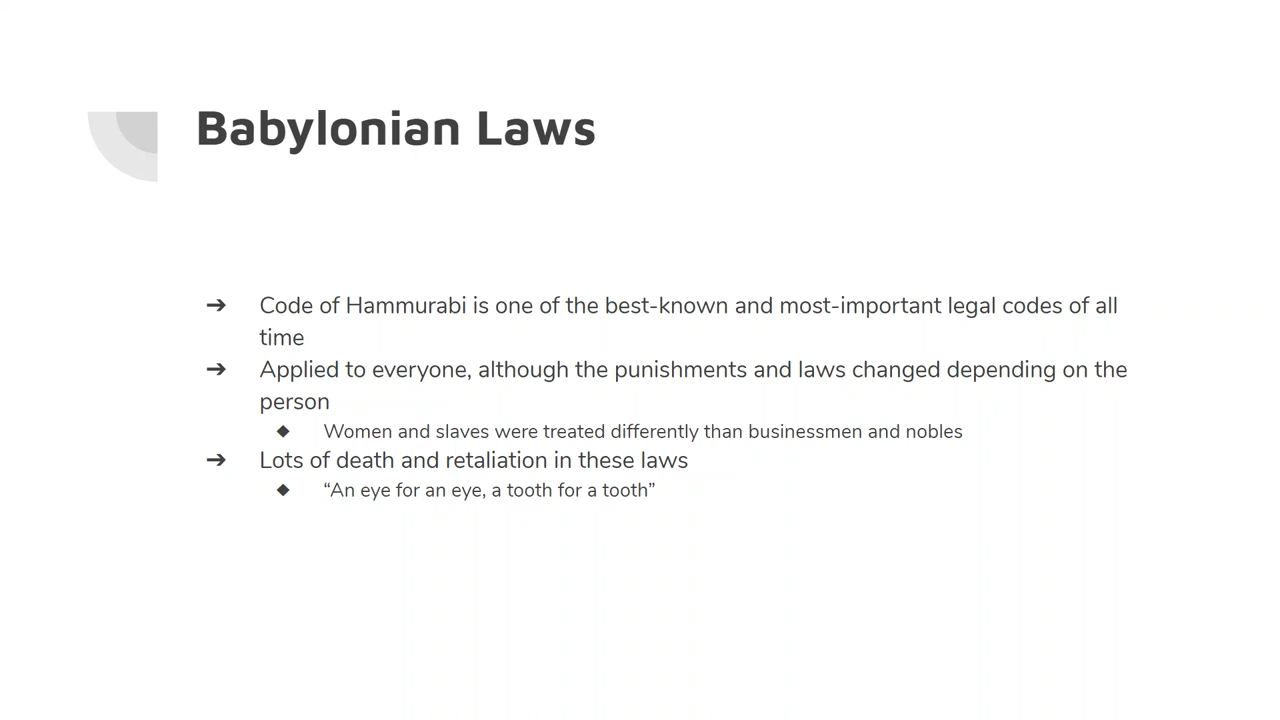 Babylonian Laws
➔ Code of Hammurabi is one of the best-known and most-important legal codes of all
time
➔ Applied to everyone, although the punishments and laws changed depending on the
person
◆ Women and slaves were treated differently than businessmen and nobles
➔ Lots of death and retaliation in these laws
◆ “An eye for an eye, a tooth for a tooth”